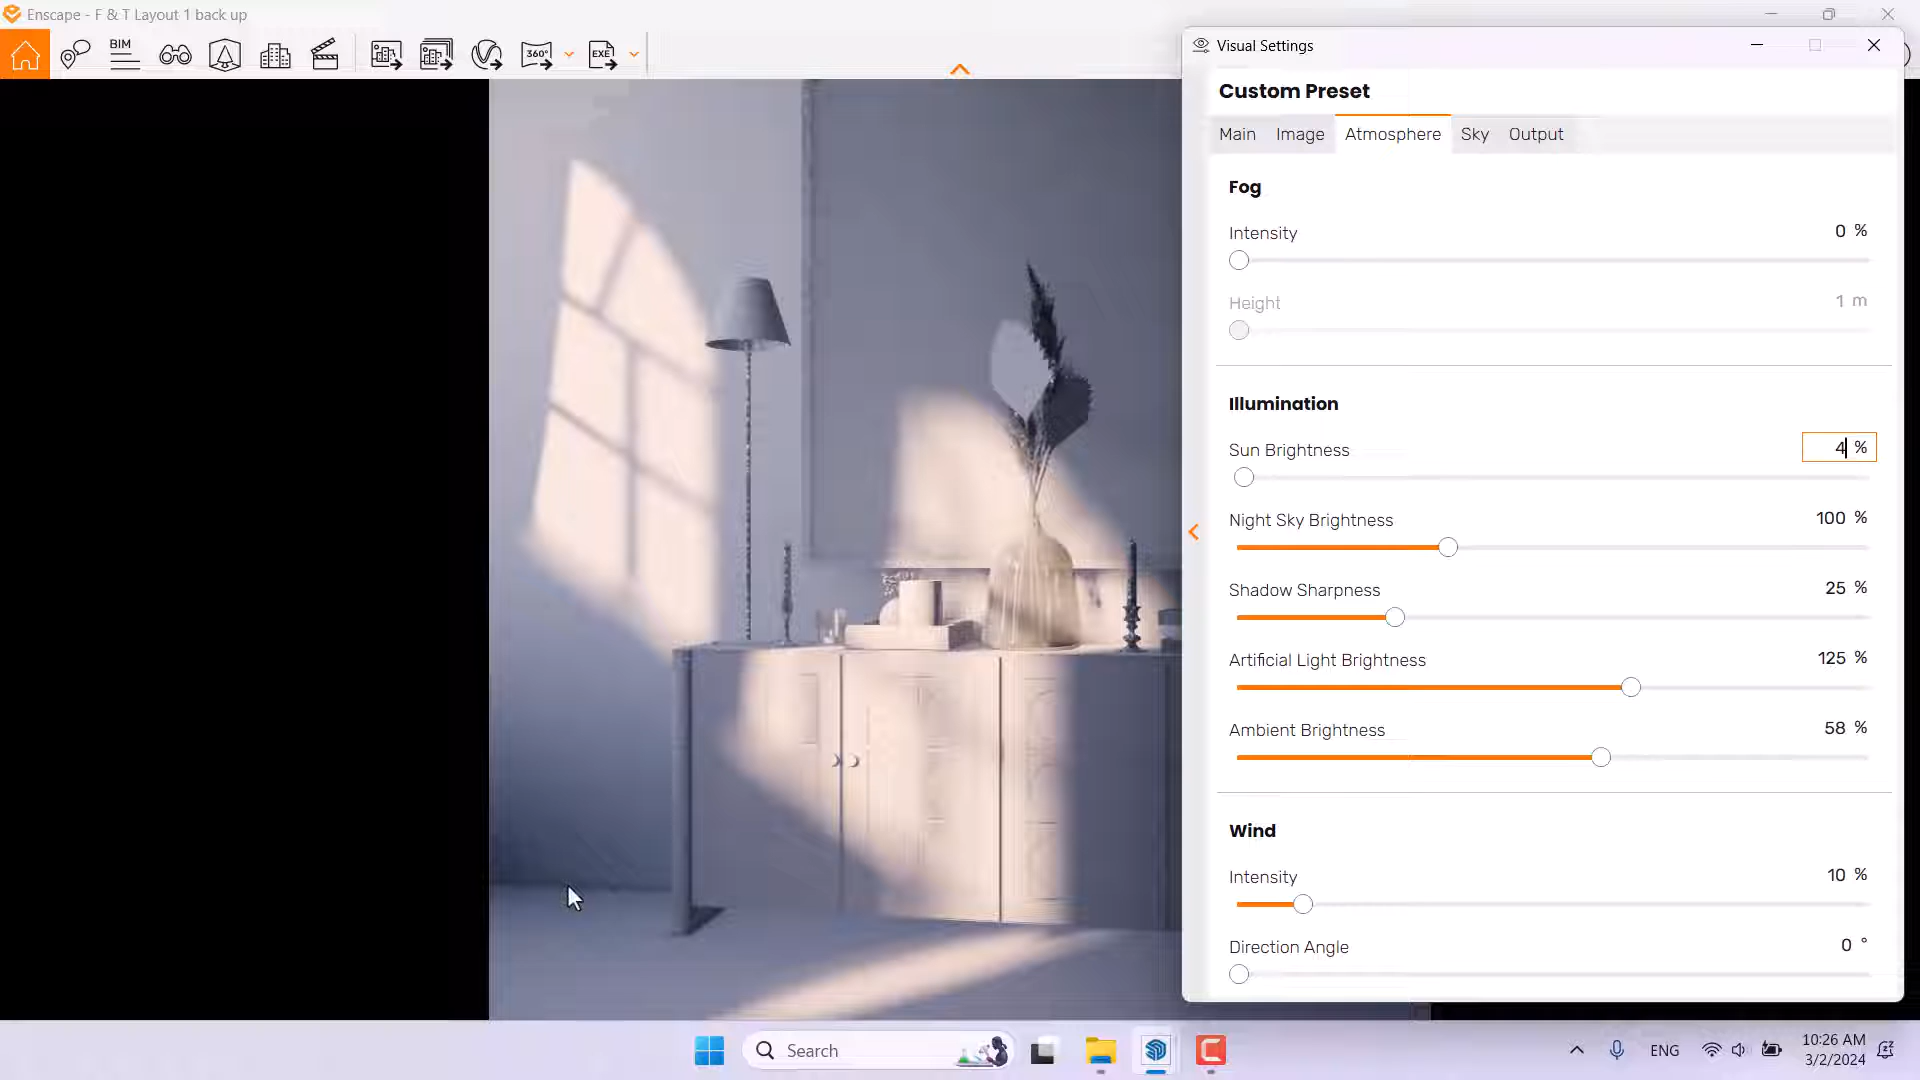 Enscape - F & T Layout 1 back up
BIM
360°
EXE
Visual Settings
Custom Preset
Main Image Atmosphere Sky Output
Fog
Intensity 0 %
Height 1 m
Illumination
Sun Brightness 4 %
Night Sky Brightness 100 %
Shadow Sharpness 25 %
Artificial Light Brightness 125 %
Ambient Brightness 58 %
Wind
Intensity 10 %
Direction Angle 0 °
Search
ENG
10:26 AM
3/2/2024